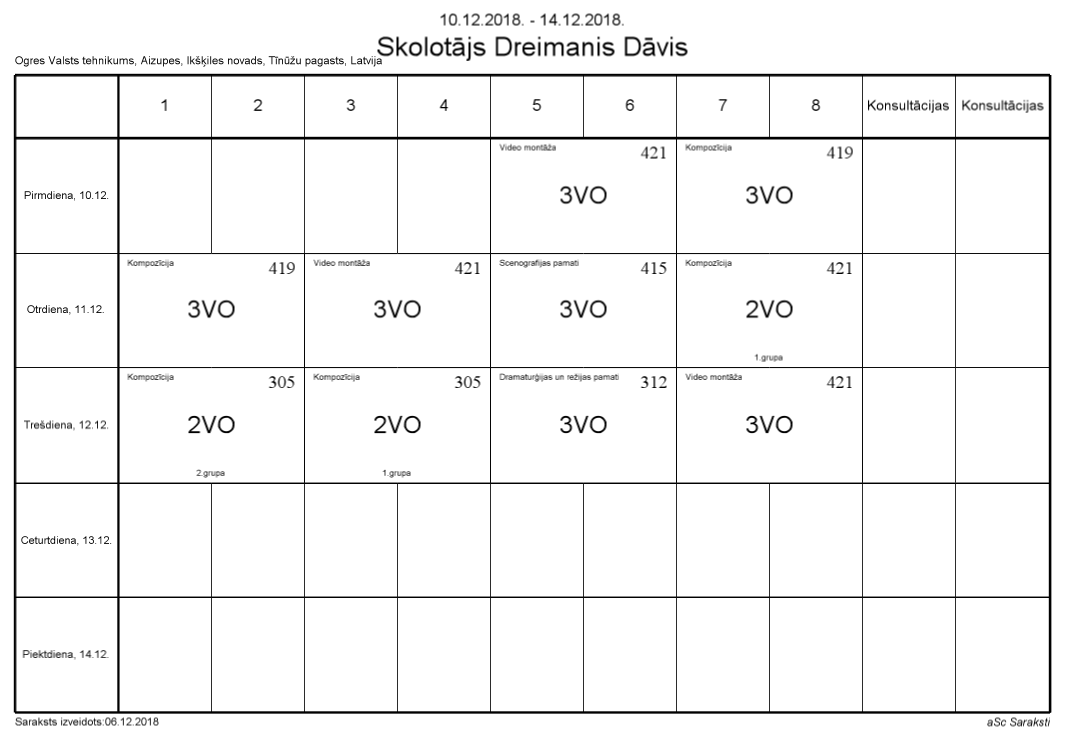 10.12.2018. - 14.12.2018.
Skolotājs Dreimanis Dāvis
Ogres Valsts tehnikums, Aizupes, Ikšķiles novads, Tīnūžu pagasts, Latvija
1 2 3 4 5 6 7 8 Konsultācijas Konsultācijas
Pirmdiena, 10.12.
Video montāža 421
3VO
Kompozīcija 419
3VO
Otrdiena, 11.12.
Kompozīcija 419
3VO
Video montāža 421
3VO
Scenogrāfijas pamati 415
3VO
Kompozīcija 421
2VO
1.grupa
Trešdiena, 12.12.
Kompozīcija 305
2VO
2.grupa
Kompozīcija 305
2VO
1.grupa
Dramaturģijas un režijas pamati 312
3VO
Video montāža 421
3VO
Ceturtdiena, 13.12.
Piektdiena, 14.12.
Saraksts izveidots:06.12.2018
aSc Saraksti